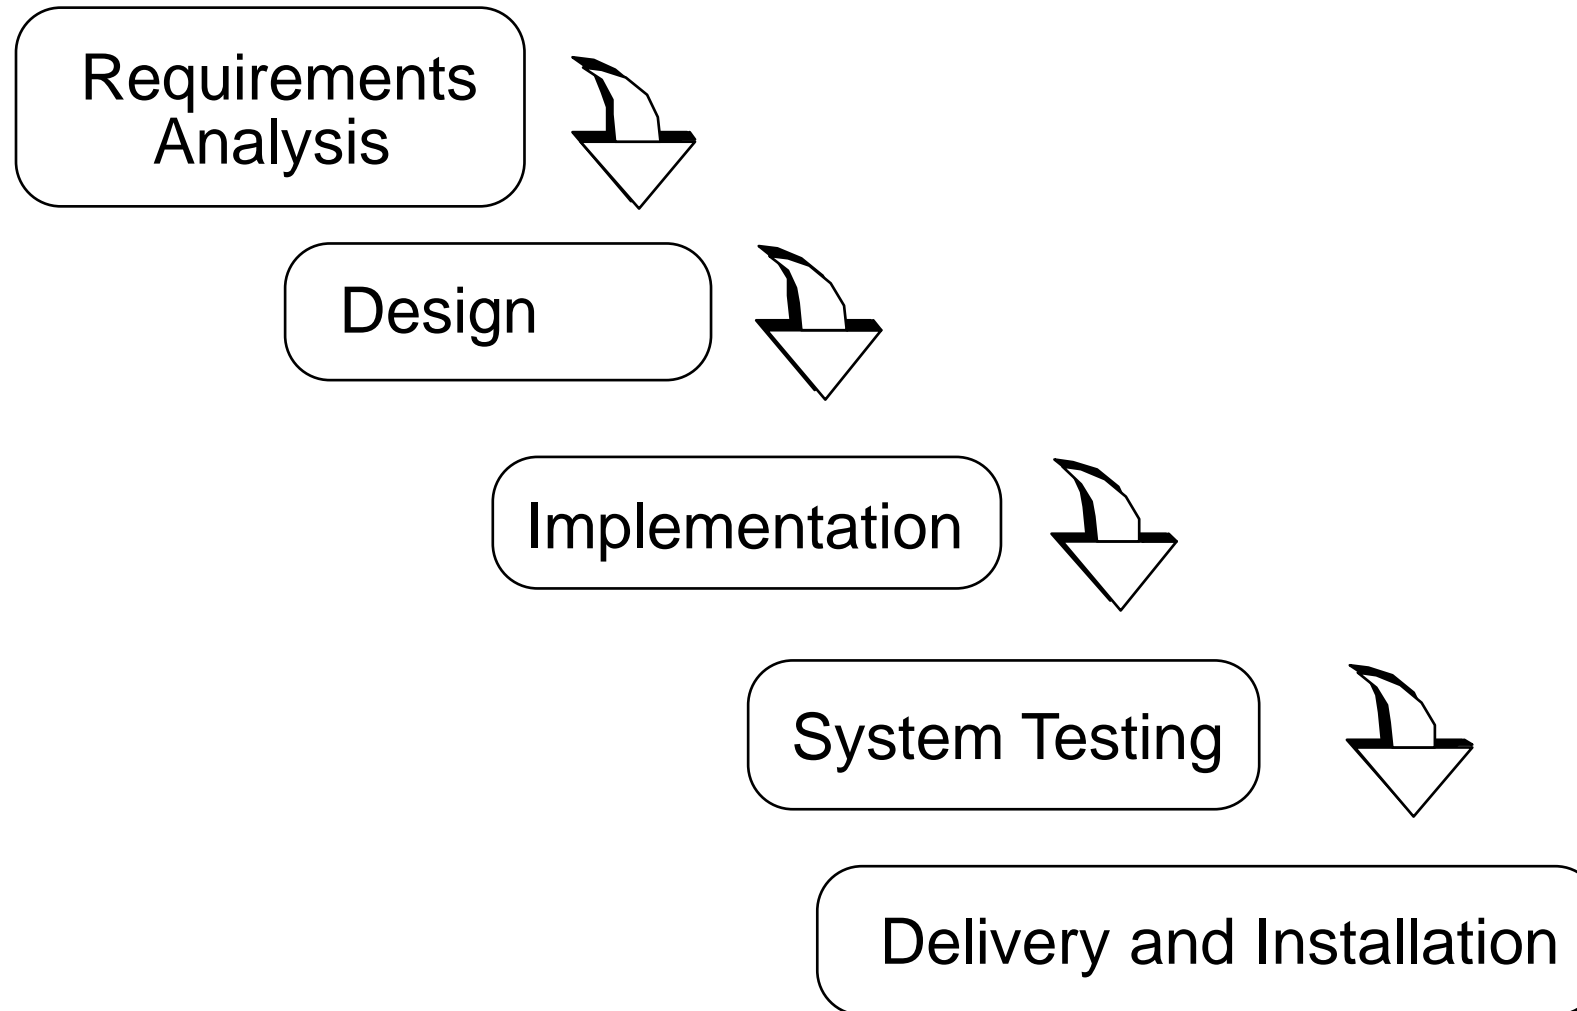 Requirements
Analysis
Design
Implementation
System Testing
Delivery and Installation